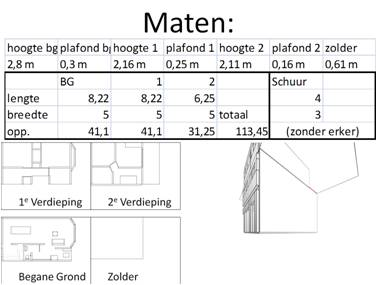 Maten:
hoogte bg plafond bg hoogte 1 plafond 1 hoogte 2 plafond 2 zolder
2,8 m 0,3 m 2,16 m 0,25 m 2,11 m 0,16 m 0,61 m
BG 1 2 Schuur
lengte 8,22 8,22 6,25 4
breedte 5 5 5 totaal 3
opp. 41,1 41,1 31,25 113,45 (zonder erker)
1e Verdieping 2e Verdieping
Begane Grond Zolder